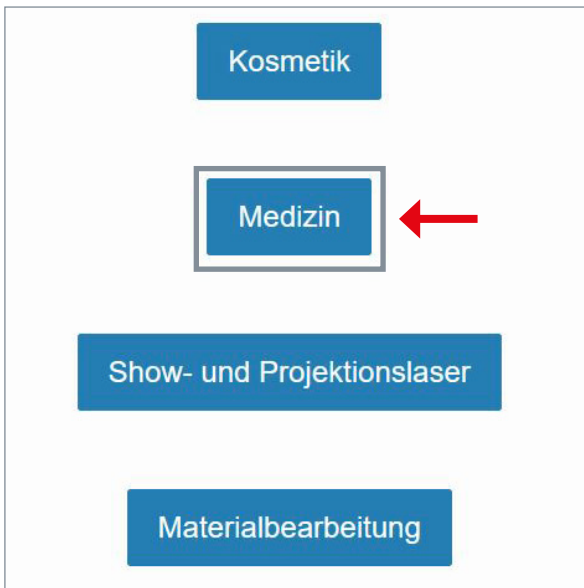 Kosmetik
Medizin
Show- und Projektionslaser
Materialbearbeitung